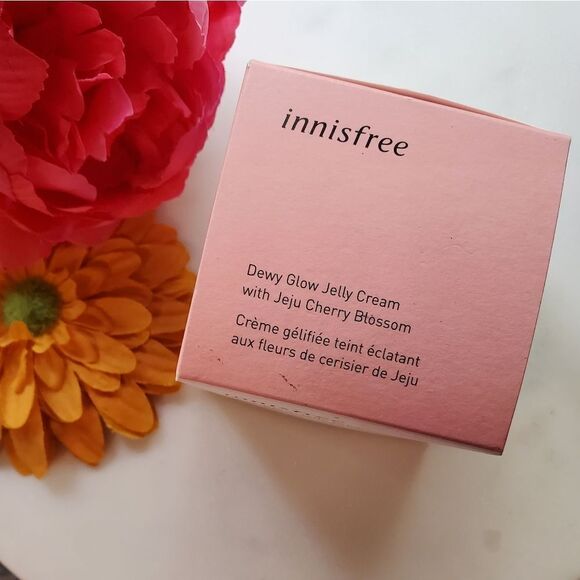 innisfree
Dewy Glow Jelly Cream
with Jeju Cherry Blossom
Crème gélifiée teint éclatant
aux fleurs de cerisier de Jeju